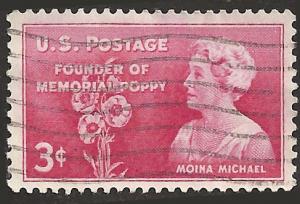 U.S. POSTAGE
FOUNDER OF
MEMORIAL POPPY
3¢
MOINA MICHAEL